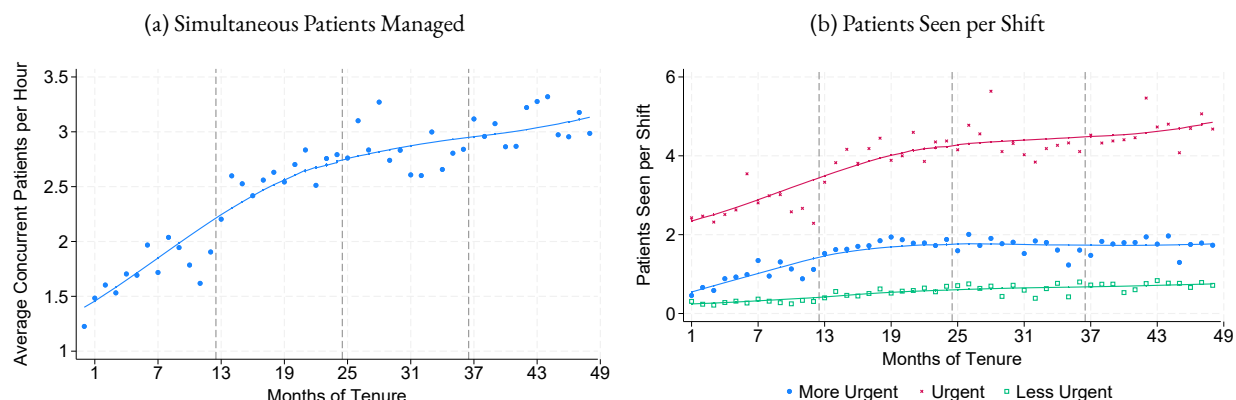 (a) Simultaneous Patients Managed
Average Concurrent Patients per Hour
3.5
3
2.5
2
1.5
1
1 7 13 19 25 31 37 43 49
Months of Tenure
(b) Patients Seen per Shift
Patients Seen per Shift
6
4
2
0
1 7 13 19 25 31 37 43 49
Months of Tenure
More Urgent Urgent Less Urgent